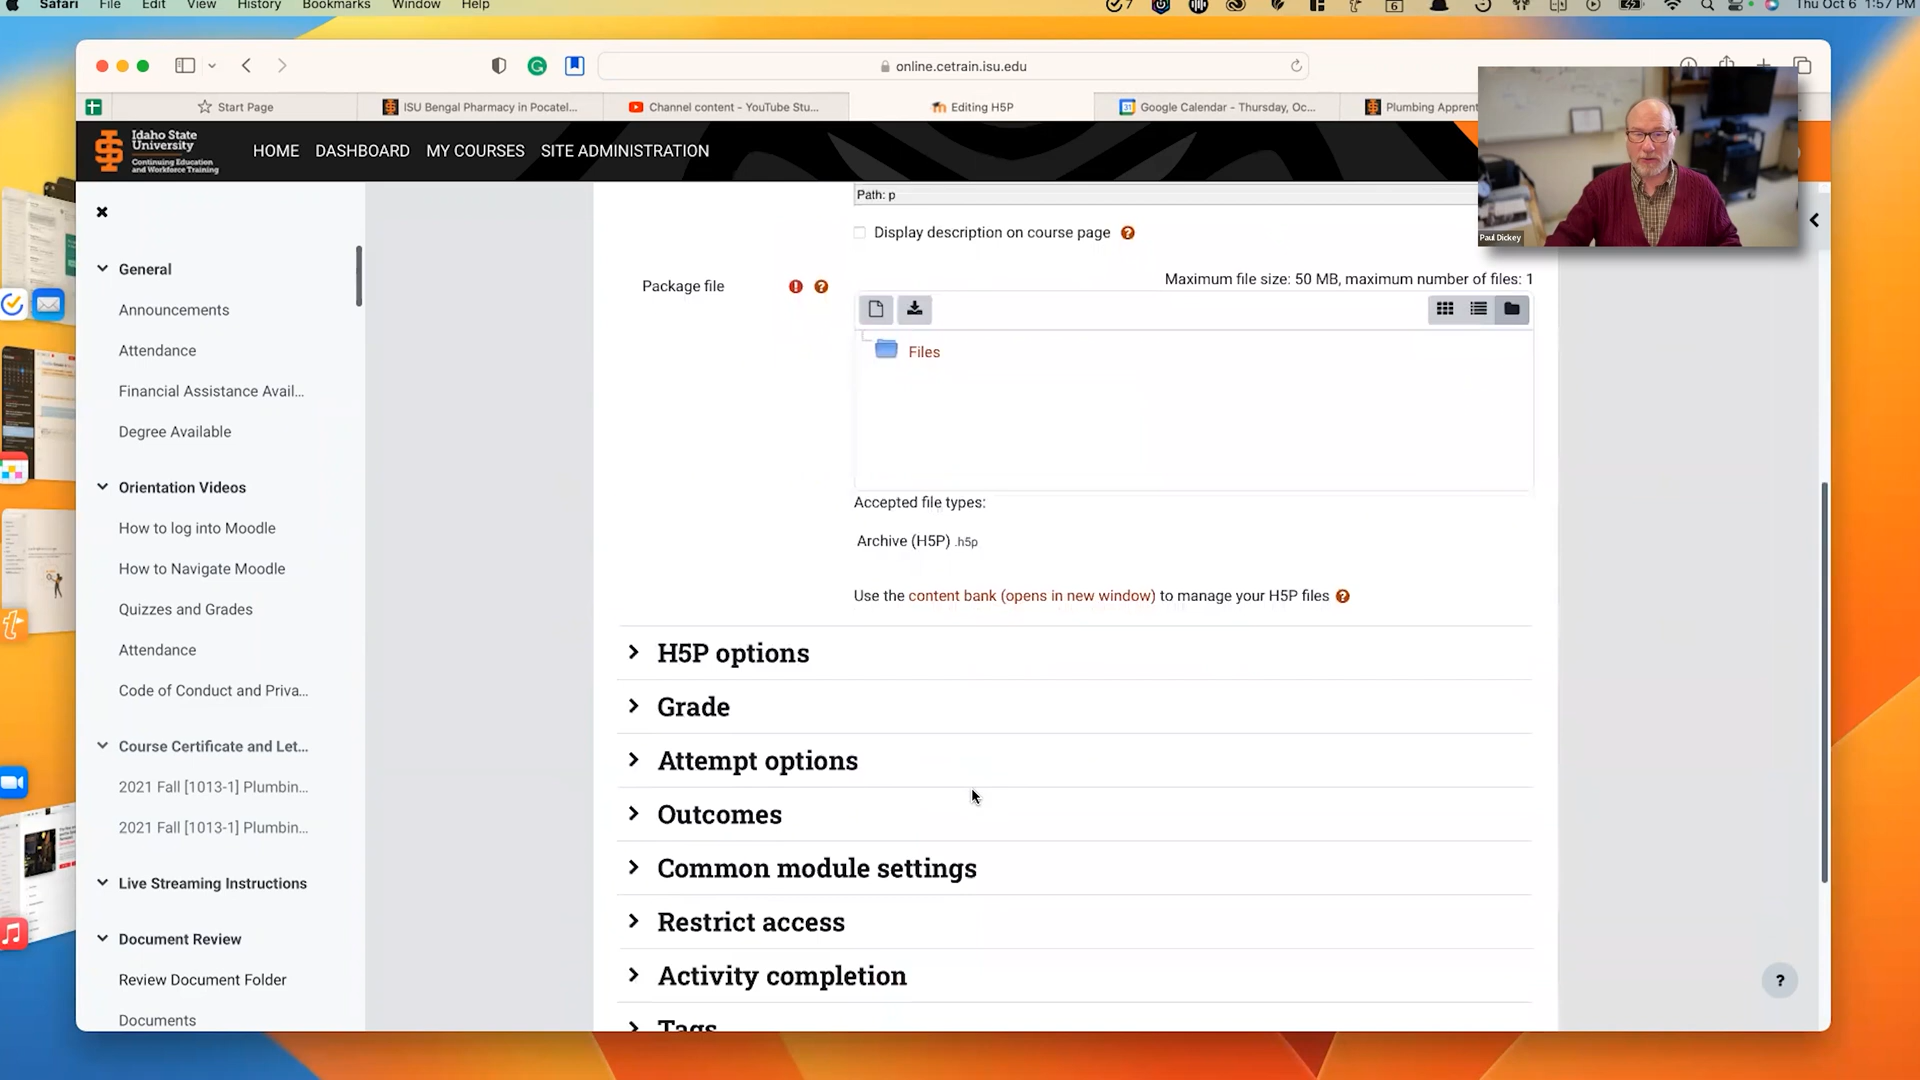 Safari File Edit View History Bookmarks Window Help 7 6 Thu Oct 6 1:57 PM
online.cetrain.isu.edu
Start Page ISU Bengal Pharmacy in Pocatel... Channel content - YouTube Stu... Editing H5P Google Calendar - Thursday, Oc... Plumbing Apprent
Idaho State
University
Continuing Education
and Workforce Training
HOME DASHBOARD MY COURSES SITE ADMINISTRATION
Paul Dickey
General
Announcements
Attendance
Financial Assistance Avail...
Degree Available
Orientation Videos
How to log into Moodle
How to Navigate Moodle
Quizzes and Grades
Attendance
Code of Conduct and Priva...
Course Certificate and Let...
2021 Fall [1013-1] Plumbin...
2021 Fall [1013-1] Plumbin...
Live Streaming Instructions
Document Review
Review Document Folder
Documents
Path: p
Display description on course page ?
Package file ! ?
Maximum file size: 50 MB, maximum number of files: 1
Files
Accepted file types:
Archive (H5P) .h5p
Use the content bank (opens in new window) to manage your H5P files ?
H5P options
Grade
Attempt options
Outcomes
Common module settings
Restrict access
Activity completion
Tags
?